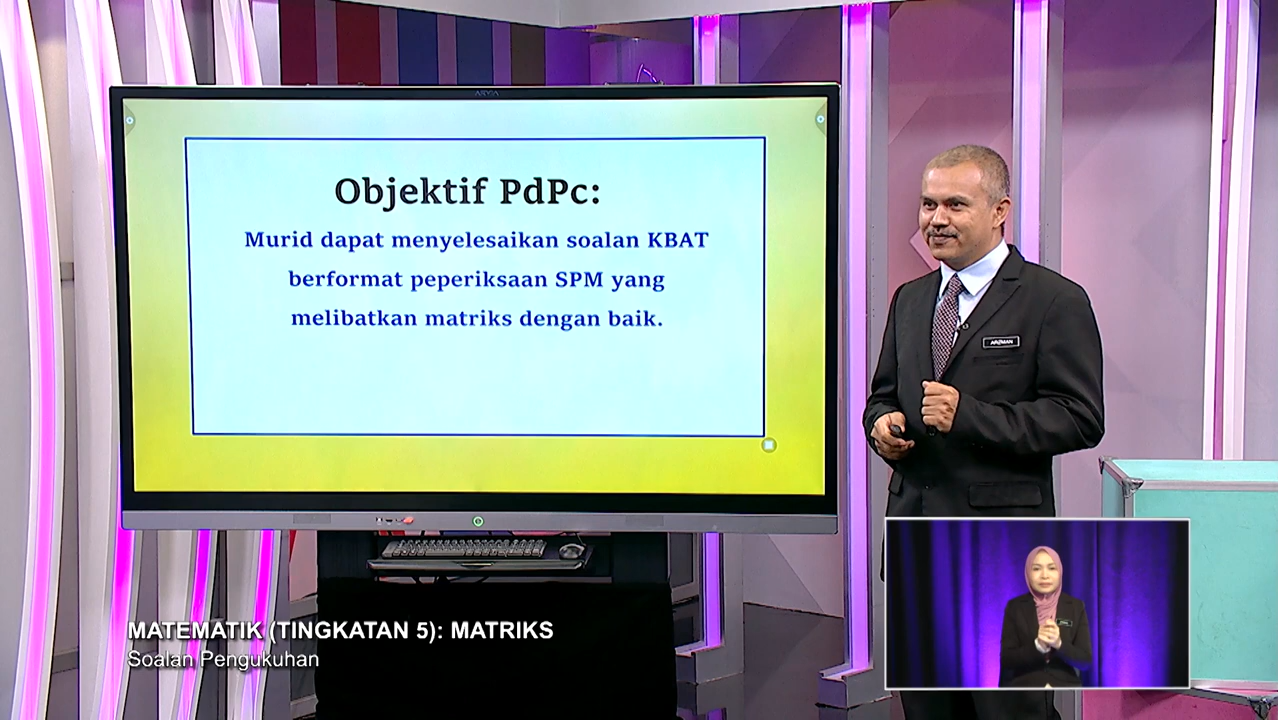 Objektif PdPc:
Murid dapat menyelesaikan soalan KBAT
berformat peperiksaan SPM yang
melibatkan matriks dengan baik.
AZMAN
MATEMATIK (TINGKATAN 5): MATRIKS
Soalan Pengukuhan